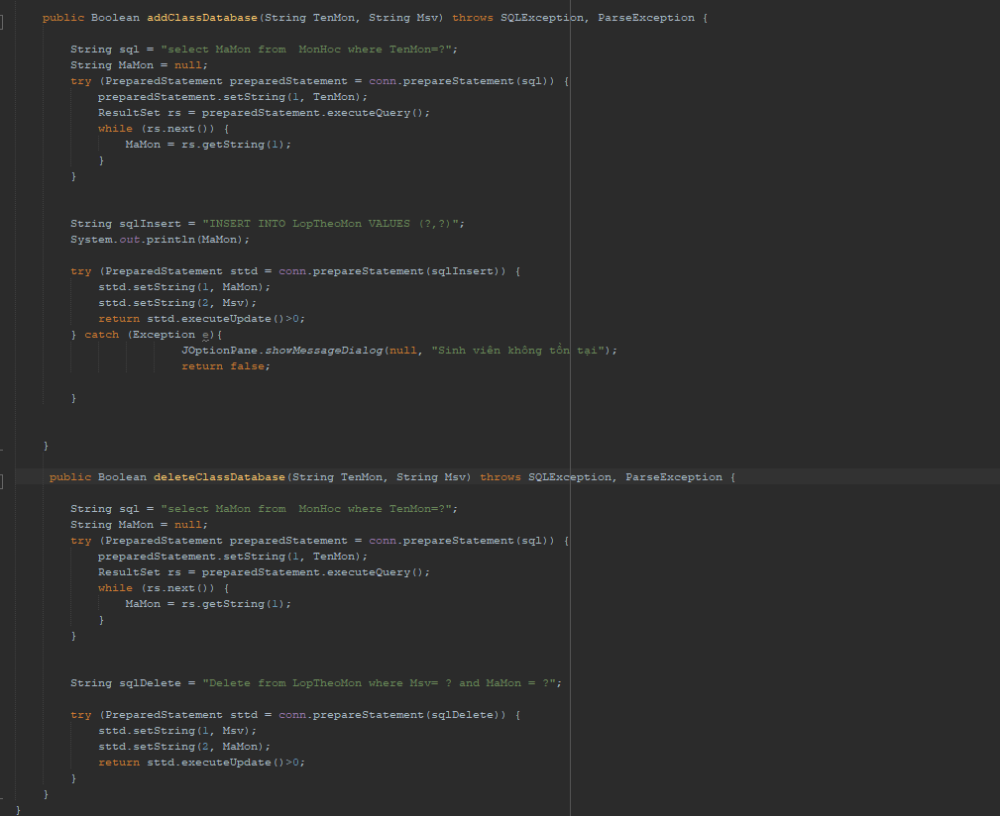 public Boolean addClassDatabase(String TenMon, String Msv) throws SQLException, ParseException {
String sql = "select MaMon from  MonHoc where TenMon=?";
String MaMon = null;
try (PreparedStatement preparedStatement = conn.prepareStatement(sql)) {
preparedStatement.setString(1, TenMon);
ResultSet rs = preparedStatement.executeQuery();
while (rs.next()) {
MaMon = rs.getString(1);
}
}
String sqlInsert = "INSERT INTO LopTheoMon VALUES (?,?)";
System.out.println(MaMon);
try (PreparedStatement sttd = conn.prepareStatement(sqlInsert)) {
sttd.setString(1, MaMon);
sttd.setString(2, Msv);
return sttd.executeUpdate()>0;
} catch (Exception e){
JOptionPane.showMessageDialog(null, "Sinh viên không tồn tại");
return false;
}
}
public Boolean deleteClassDatabase(String TenMon, String Msv) throws SQLException, ParseException {
String sql = "select MaMon from  MonHoc where TenMon=?";
String MaMon = null;
try (PreparedStatement preparedStatement = conn.prepareStatement(sql)) {
preparedStatement.setString(1, TenMon);
ResultSet rs = preparedStatement.executeQuery();
while (rs.next()) {
MaMon = rs.getString(1);
}
}
String sqlDelete = "Delete from LopTheoMon where Msv= ? and MaMon = ?";
try (PreparedStatement sttd = conn.prepareStatement(sqlDelete)) {
sttd.setString(1, Msv);
sttd.setString(2, MaMon);
return sttd.executeUpdate()>0;
}
}
}